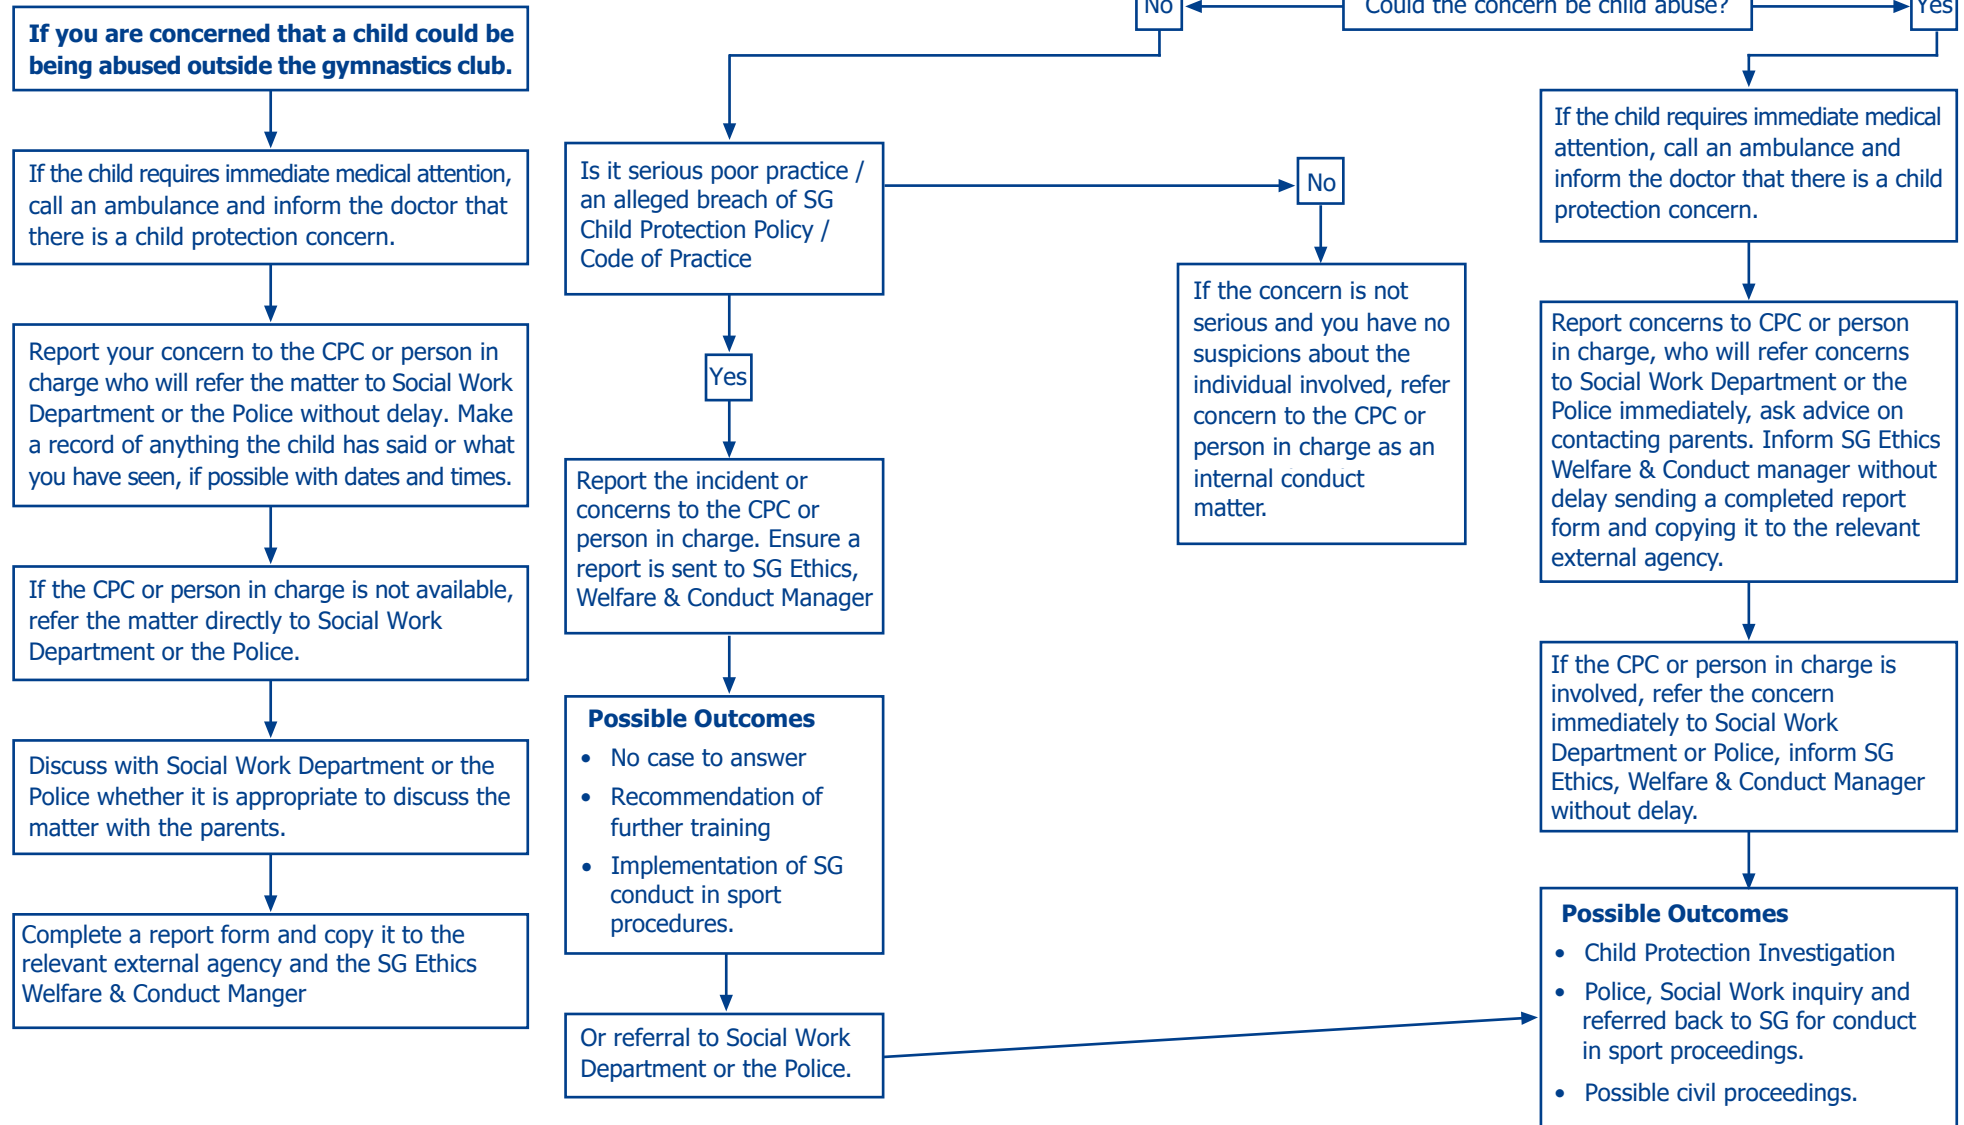 No
Could the concern be child abuse?
Yes
If you are concerned that a child could be
being abused outside the gymnastics club.
If the child requires immediate medical attention,
call an ambulance and inform the doctor that
there is a child protection concern.
Report your concern to the CPC or person in
charge who will refer the matter to Social Work
Department or the Police without delay. Make
a record of anything the child has said or what
you have seen, if possible with dates and times.
If the CPC or person in charge is not available,
refer the matter directly to Social Work
Department or the Police.
Discuss with Social Work Department or the
Police whether it is appropriate to discuss the
matter with the parents.
Complete a report form and copy it to the
relevant external agency and the SG Ethics
Welfare & Conduct Manger
Is it serious poor practice /
an alleged breach of SG
Child Protection Policy /
Code of Practice
Yes
Report the incident or
concerns to the CPC or
person in charge. Ensure a
report is sent to SG Ethics,
Welfare & Conduct Manager
Possible Outcomes
• No case to answer
• Recommendation of
further training
• Implementation of SG
conduct in sport
procedures.
Or referral to Social Work
Department or the Police.
No
If the concern is not
serious and you have no
suspicions about the
individual involved, refer
concern to the CPC or
person in charge as an
internal conduct
matter.
If the child requires immediate medical
attention, call an ambulance and
inform the doctor that there is a child
protection concern.
Report concerns to CPC or person
in charge, who will refer concerns
to Social Work Department or the
Police immediately, ask advice on
contacting parents. Inform SG Ethics
Welfare & Conduct manager without
delay sending a completed report
form and copying it to the relevant
external agency.
If the CPC or person in charge is
involved, refer the concern
immediately to Social Work
Department or Police, inform SG
Ethics, Welfare & Conduct Manager
without delay.
Possible Outcomes
• Child Protection Investigation
• Police, Social Work inquiry and
referred back to SG for conduct
in sport proceedings.
• Possible civil proceedings.